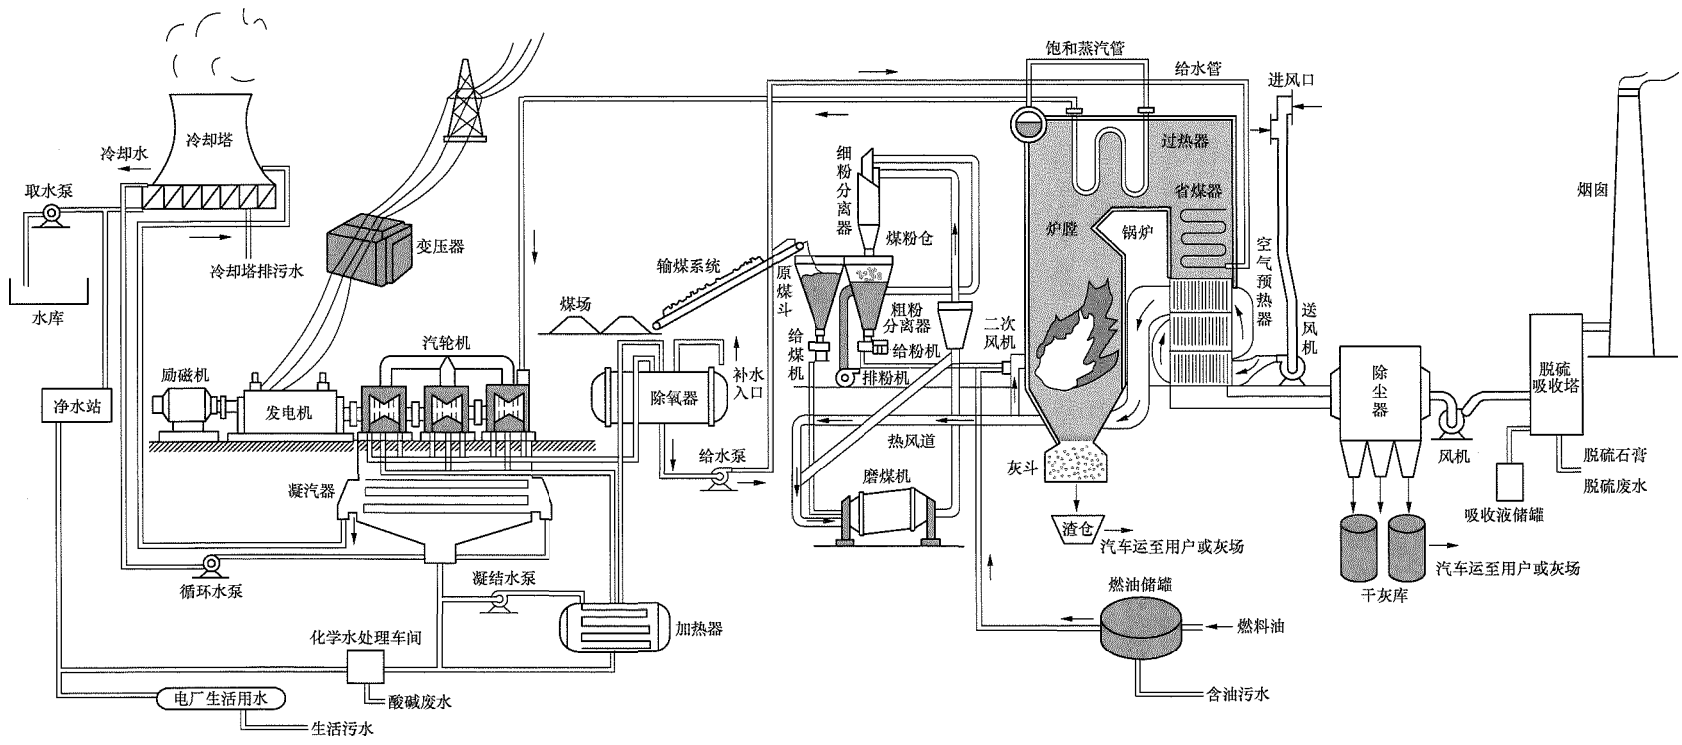 饱和蒸汽管
给水管
进风口
冷却塔
冷却水
取水泵
过热器
细粉分离器
省煤器
烟囱
炉膛
锅炉
变压器
煤粉仓
空气预热器
冷却塔排污水
输煤系统
原煤斗
水库
煤场
粗粉
分离器
二次
风机
送风机
汽轮机
给煤机
给粉机
励磁机
补水
入口
排粉机
除尘器
脱硫
吸收塔
净水站
发电机
除氧器
热风道
给水泵
灰斗
风机
脱硫石膏
磨煤机
脱硫废水
凝汽器
吸收液储罐
渣仓
汽车运至用户或灰场
汽车运至用户或灰场
循环水泵
凝结水泵
燃油储罐
干灰库
加热器
燃料油
化学水处理车间
电厂生活用水
酸碱废水
含油污水
生活污水